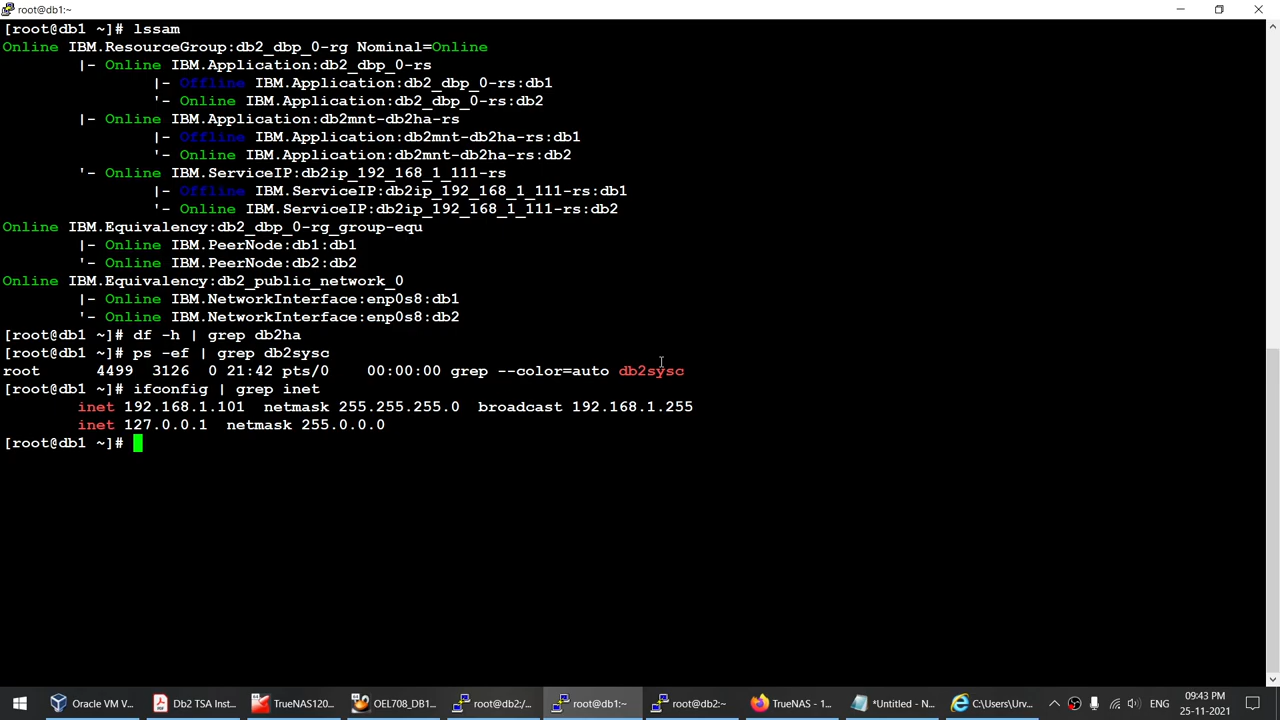 root@db1:~
[root@db1 ~]# lssam
Online IBM.ResourceGroup:db2_dbp_0-rg Nominal=Online
|- Online IBM.Application:db2_dbp_0-rs
|- Offline IBM.Application:db2_dbp_0-rs:db1
'- Online IBM.Application:db2_dbp_0-rs:db2
|- Online IBM.Application:db2mnt-db2ha-rs
|- Offline IBM.Application:db2mnt-db2ha-rs:db1
'- Online IBM.Application:db2mnt-db2ha-rs:db2
'- Online IBM.ServiceIP:db2ip_192_168_1_111-rs
|- Offline IBM.ServiceIP:db2ip_192_168_1_111-rs:db1
'- Online IBM.ServiceIP:db2ip_192_168_1_111-rs:db2
Online IBM.Equivalency:db2_dbp_0-rg_group-equ
|- Online IBM.PeerNode:db1:db1
'- Online IBM.PeerNode:db2:db2
Online IBM.Equivalency:db2_public_network_0
|- Online IBM.NetworkInterface:enp0s8:db1
'- Online IBM.NetworkInterface:enp0s8:db2
[root@db1 ~]# df -h | grep db2ha
[root@db1 ~]# ps -ef | grep db2sysc
root 4499 3126 0 21:42 pts/0 00:00:00 grep --color=auto db2sysc
[root@db1 ~]# ifconfig | grep inet
inet 192.168.1.101 netmask 255.255.255.0 broadcast 192.168.1.255
inet 127.0.0.1 netmask 255.0.0.0
[root@db1 ~]#
Oracle VM V... Db2 TSA Inst... TrueNAS120... OEL708_DB1... root@db2:/... root@db1:~ root@db2:~ TrueNAS - 1... *Untitled - N... C:\Users\Urv... ENG 09:43 PM
25-11-2021